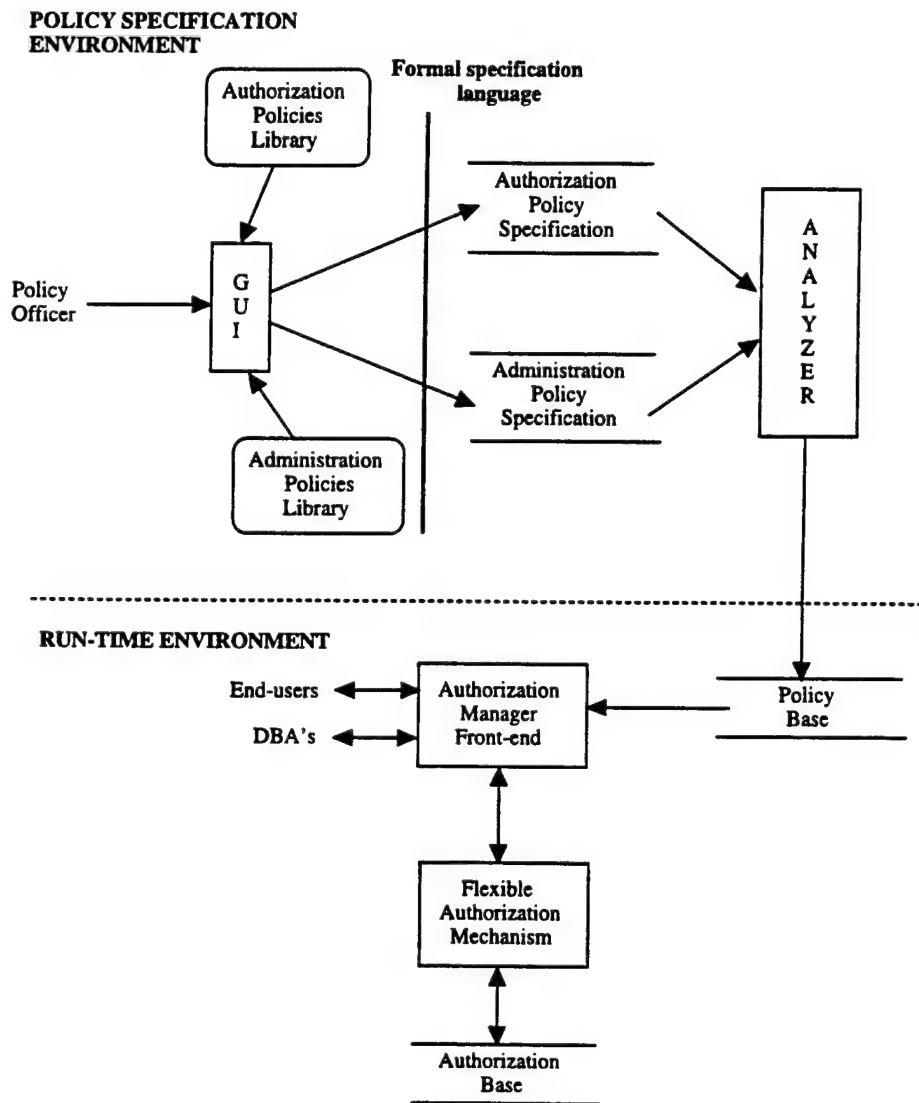 POLICY SPECIFICATION
ENVIRONMENT
Formal specification
language
Authorization
Policies
Library
Authorization
Policy
Specification
A
N
A
L
Y
Z
E
R
G
U
I
Policy
Officer
Administration
Policy
Specification
Administration
Policies
Library
RUN-TIME ENVIRONMENT
End-users
DBA's
Authorization
Manager
Front-end
Policy
Base
Flexible
Authorization
Mechanism
Authorization
Base